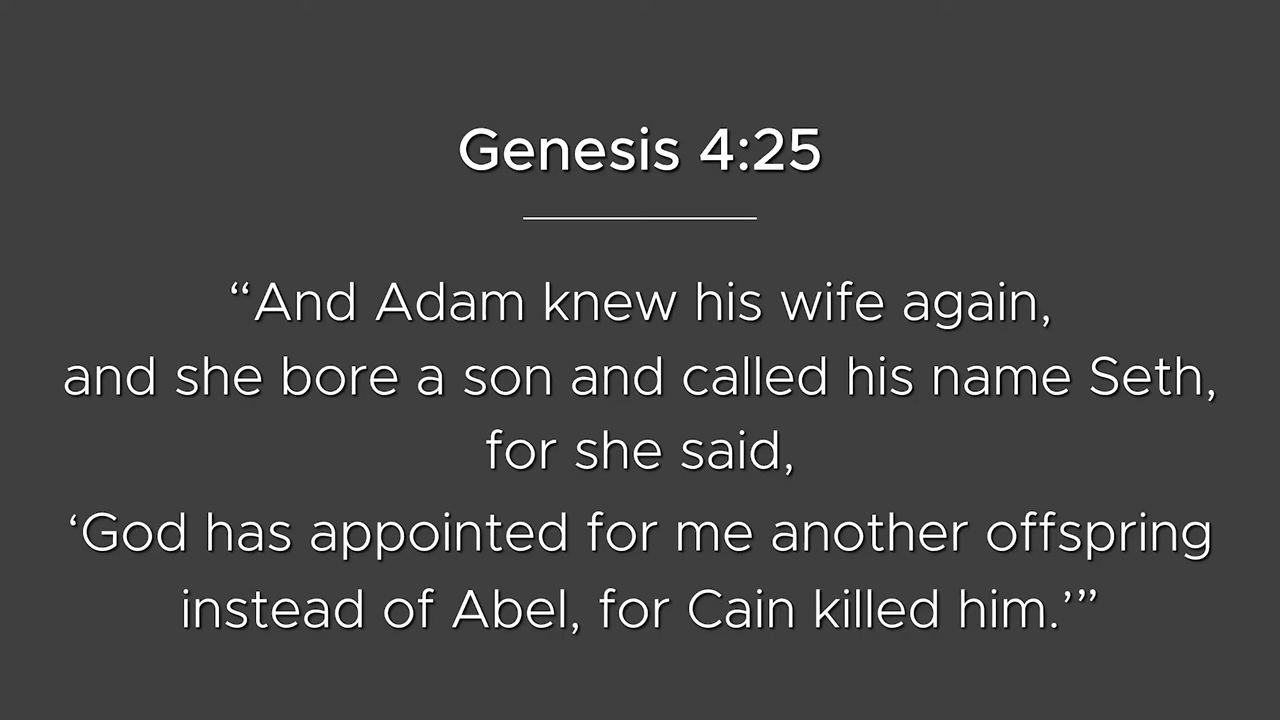 Genesis 4:25
“And Adam knew his wife again,
and she bore a son and called his name Seth,
for she said,
‘God has appointed for me another offspring
instead of Abel, for Cain killed him.’”